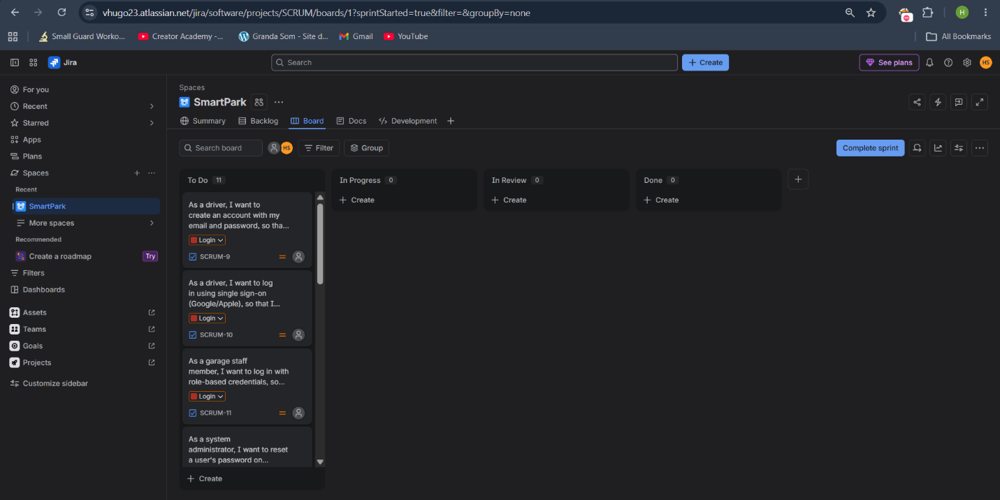 vhugo23.atlassian.net/jira/software/projects/SCRUM/boards/1?sprintStarted=true&filter=&groupBy=none
H
Small Guard Worko...
Creator Academy -...
Granda Som - Site d...
Gmail
YouTube
All Bookmarks
Jira
Search
Create
See plans
HS
For you
Recent
Starred
Apps
Plans
Spaces
Recent
SmartPark
More spaces
Recommended
Create a roadmap
Try
Filters
Dashboards
Assets
Teams
Goals
Projects
Customize sidebar
Spaces
SmartPark
Summary
Backlog
Board
Docs
Development
Search board
HS
Filter
Group
Complete sprint
To Do 11
As a driver, I want to
create an account with my
email and password, so tha...
Login
SCRUM-9
As a driver, I want to log
in using single sign-on
(Google/Apple), so that I...
Login
SCRUM-10
As a garage staff
member, I want to log in with
role-based credentials, so...
Login
SCRUM-11
As a system
administrator, I want to reset
a user's password on...
Create
In Progress 0
Create
In Review 0
Create
Done 0
Create